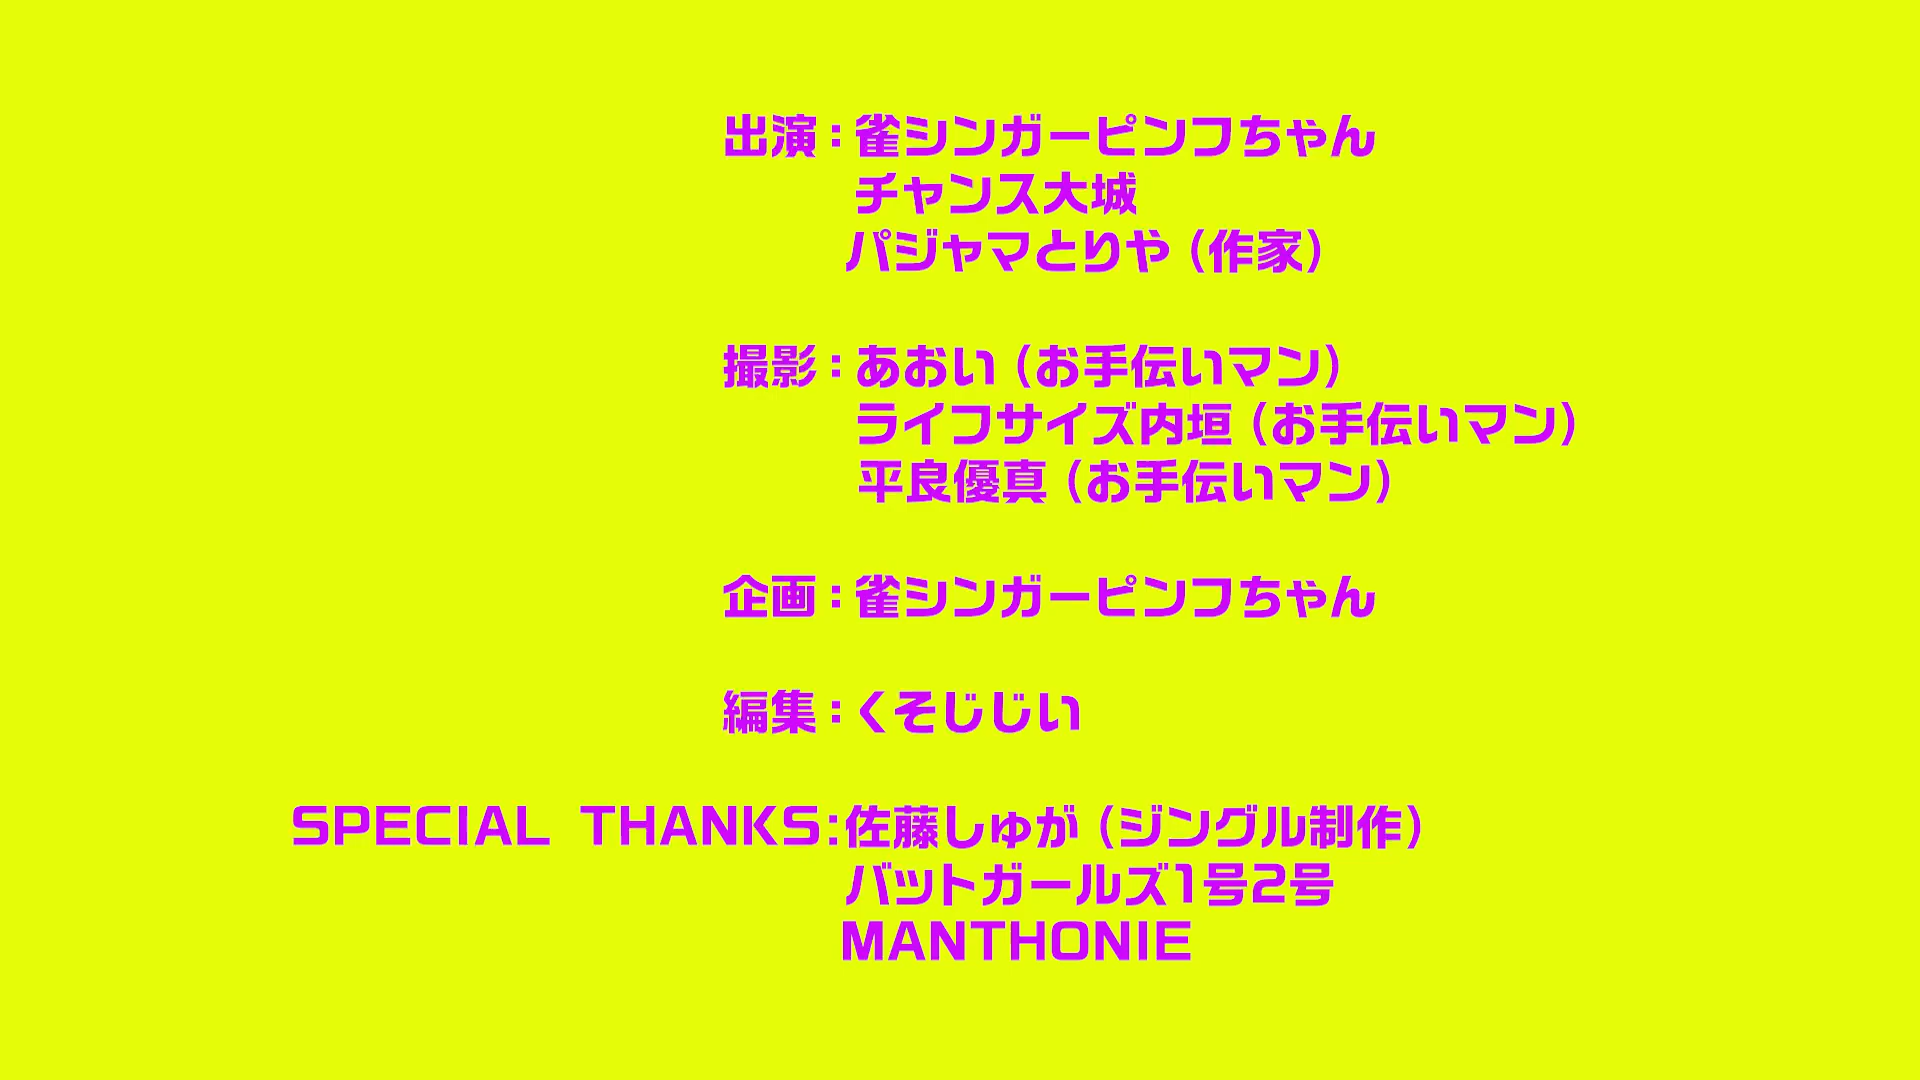 出演：雀シンガーピンフちゃん
チャンス大城
パジャマとりや（作家）
撮影：あおい（お手伝いマン）
ライフサイズ内垣（お手伝いマン）
平良優真（お手伝いマン）
企画：雀シンガーピンフちゃん
編集：くそじじい
SPECIAL THANKS:佐藤しゅが（ジングル制作）
バットガールズ1号2号
MANTHONIE